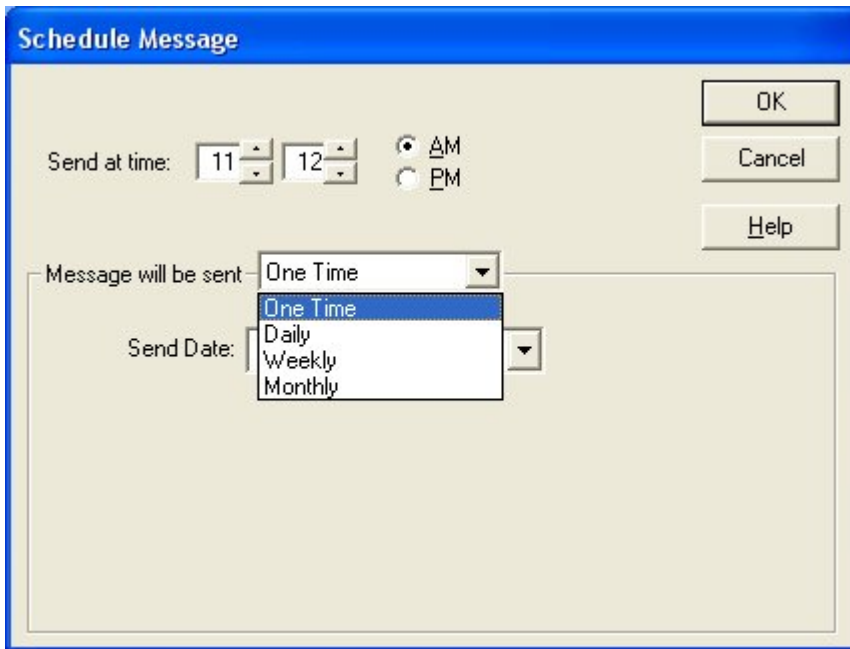 Schedule Message
OK
Send at time: 11 12 AM
PM
Cancel
Help
Message will be sent One Time
One Time
Daily
Send Date:
Weekly
Monthly